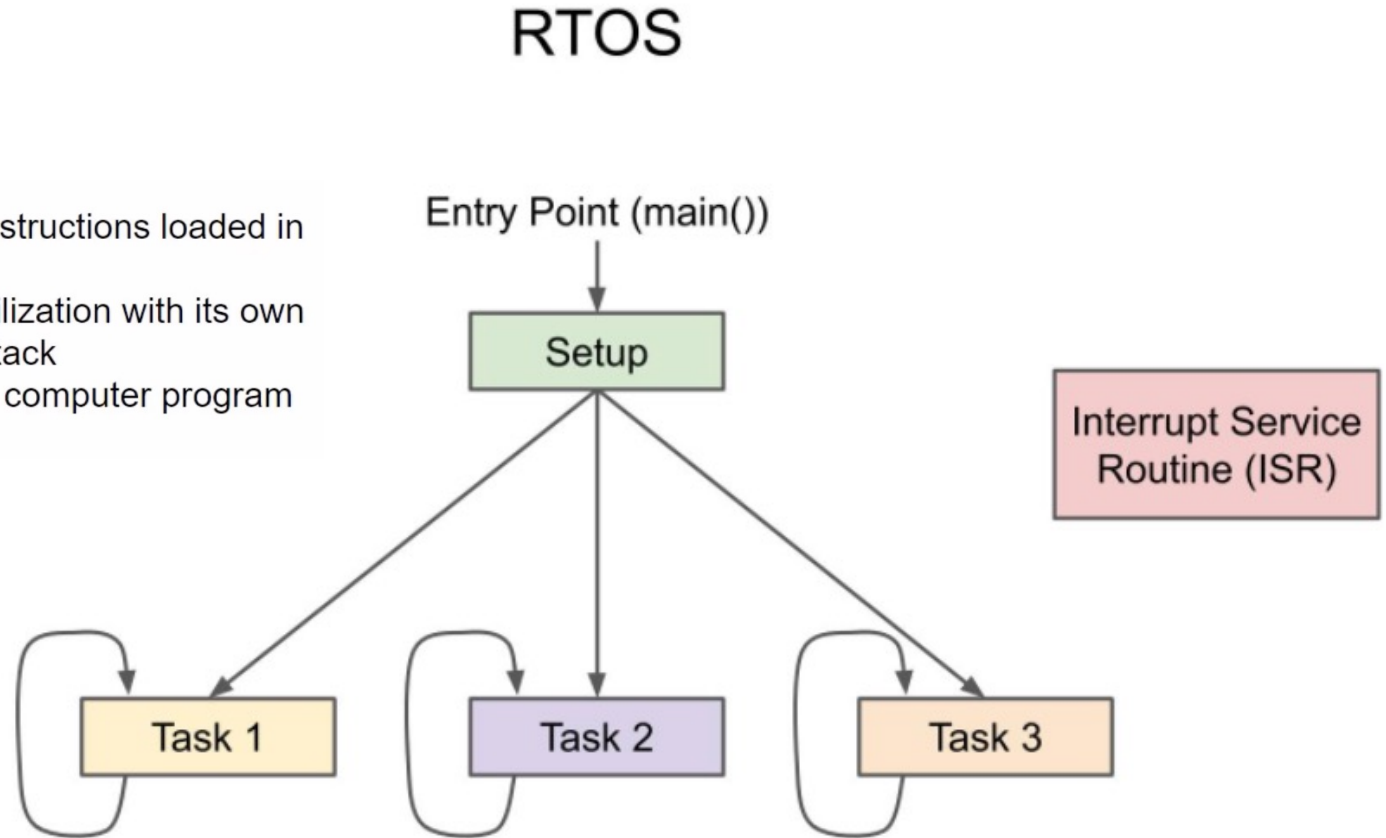 RTOS
structions loaded in
lization with its own
tack
computer program
Entry Point (main())
Setup
Interrupt Service
Routine (ISR)
Task 1
Task 2
Task 3